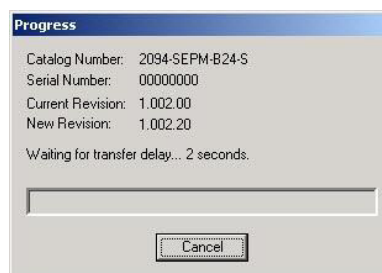 Progress
Catalog Number: 2094-SEPM-B24-S
Serial Number: 00000000
Current Revision: 1.002.00
New Revision: 1.002.20
Waiting for transfer delay... 2 seconds.
Cancel